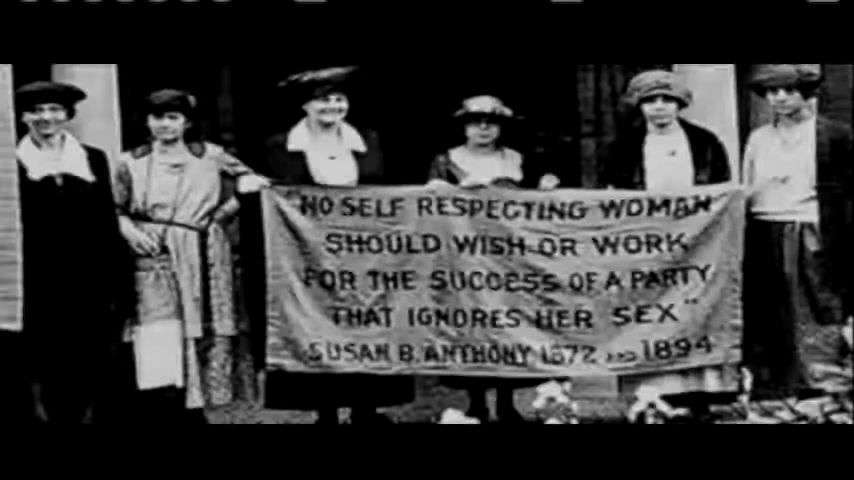 "NO SELF RESPECTING WOMAN
SHOULD WISH OR WORK
FOR THE SUCCESS OF A PARTY
THAT IGNORES HER SEX"
SUSAN B. ANTHONY 1872 AND 1894